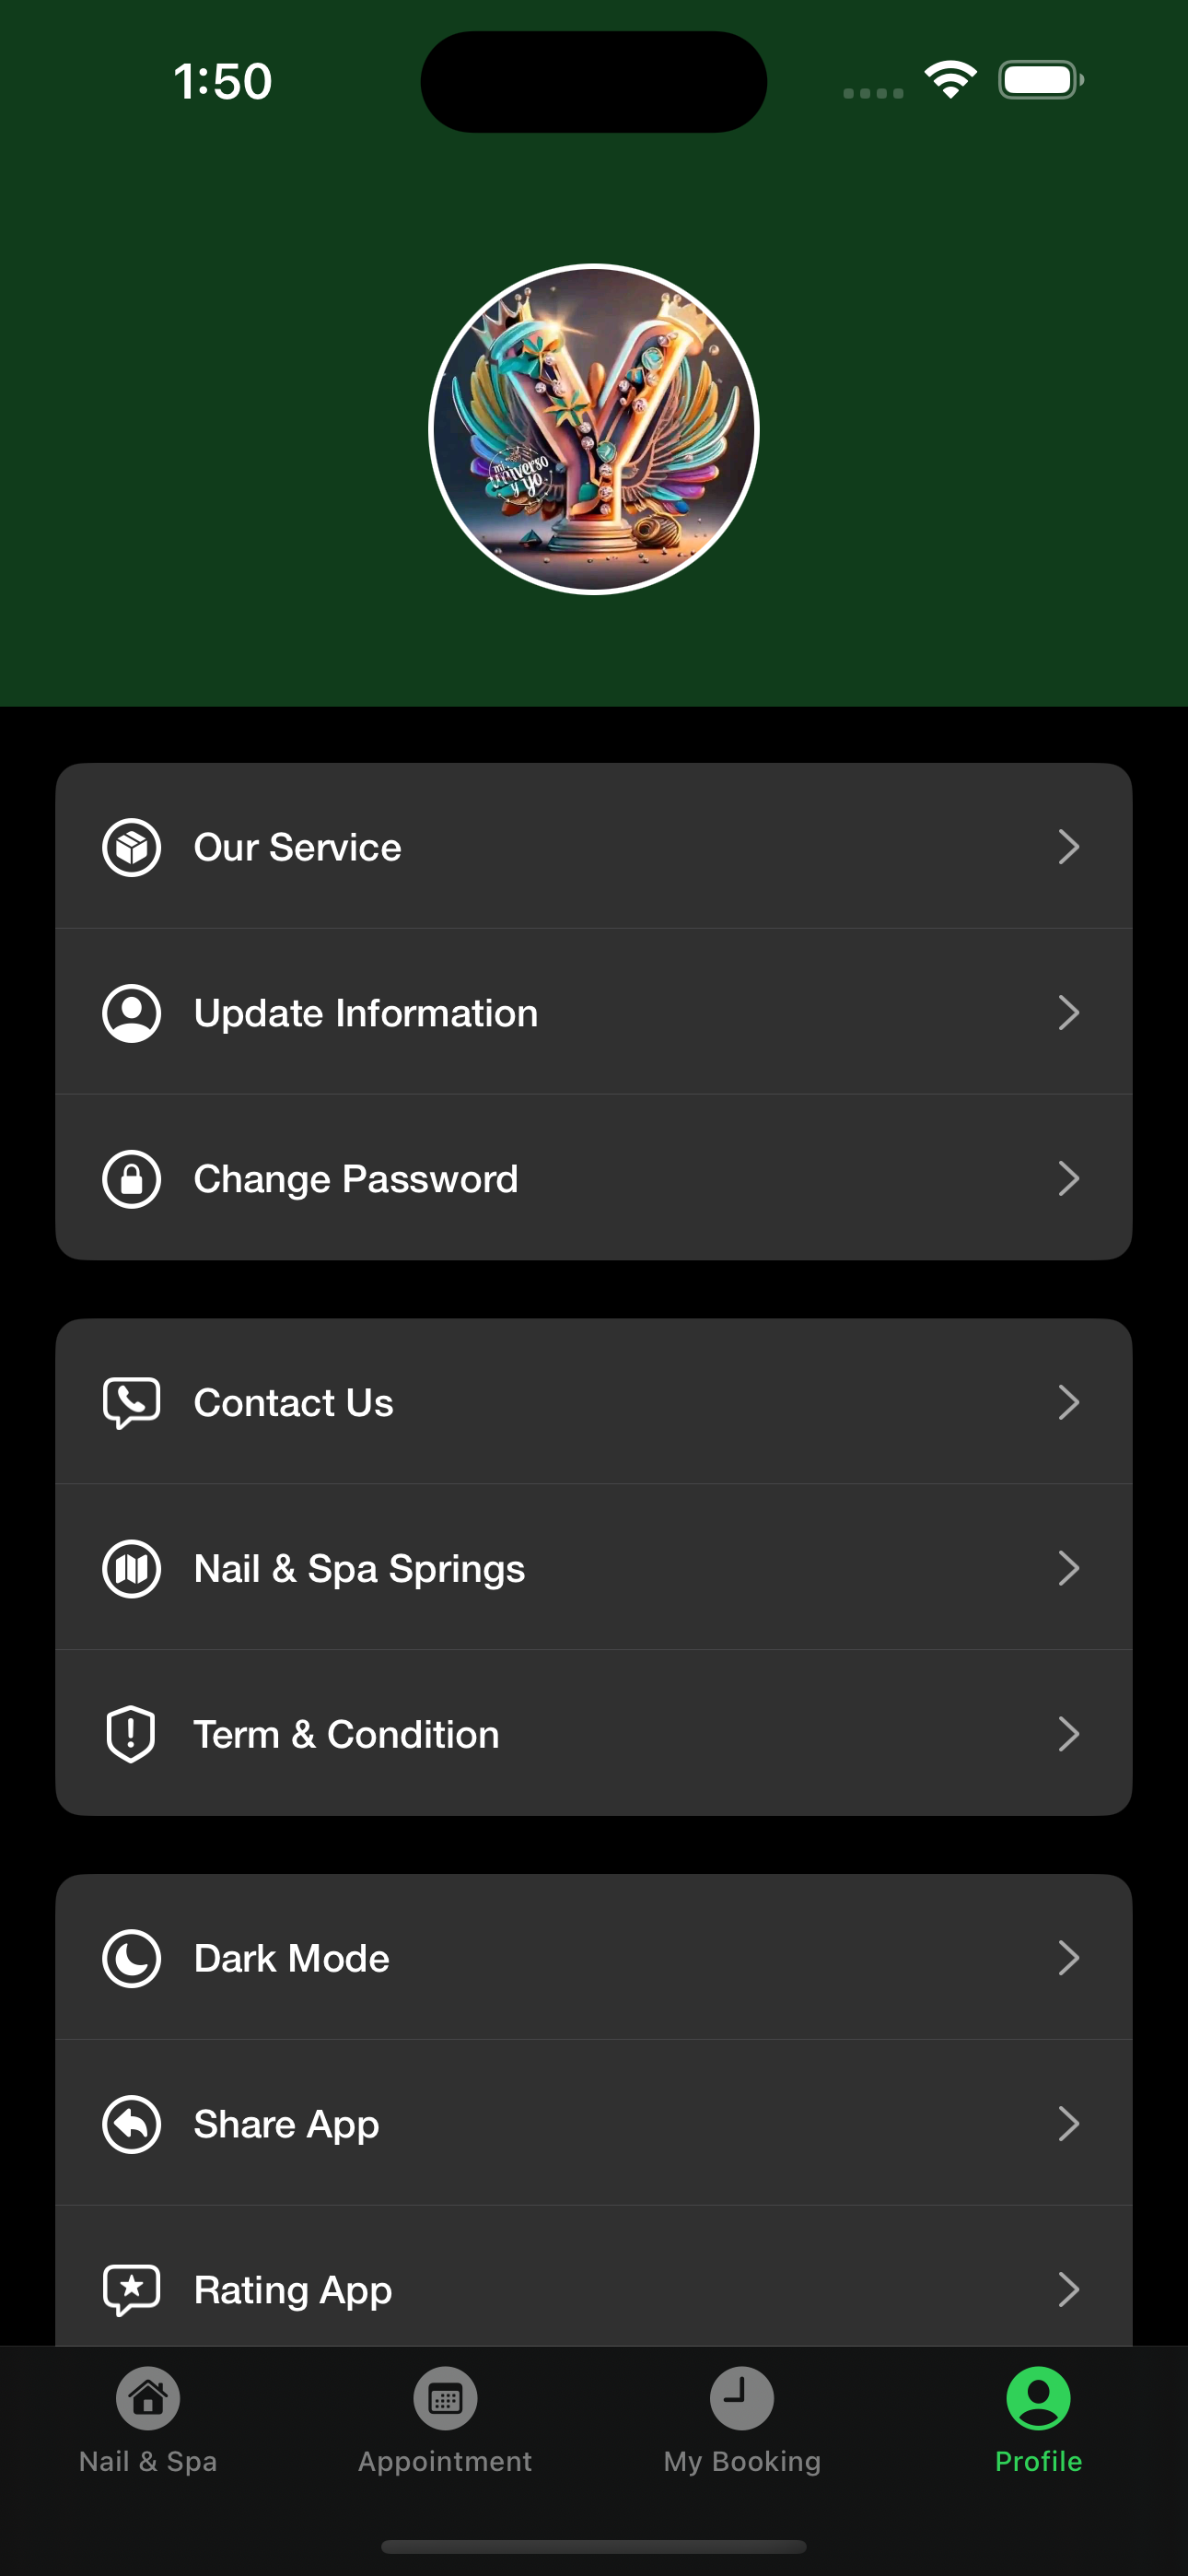 1:50
mi
universo
y yo
Our Service
Update Information
Change Password
Contact Us
Nail & Spa Springs
Term & Condition
Dark Mode
Share App
Rating App
Nail & Spa
Appointment
My Booking
Profile